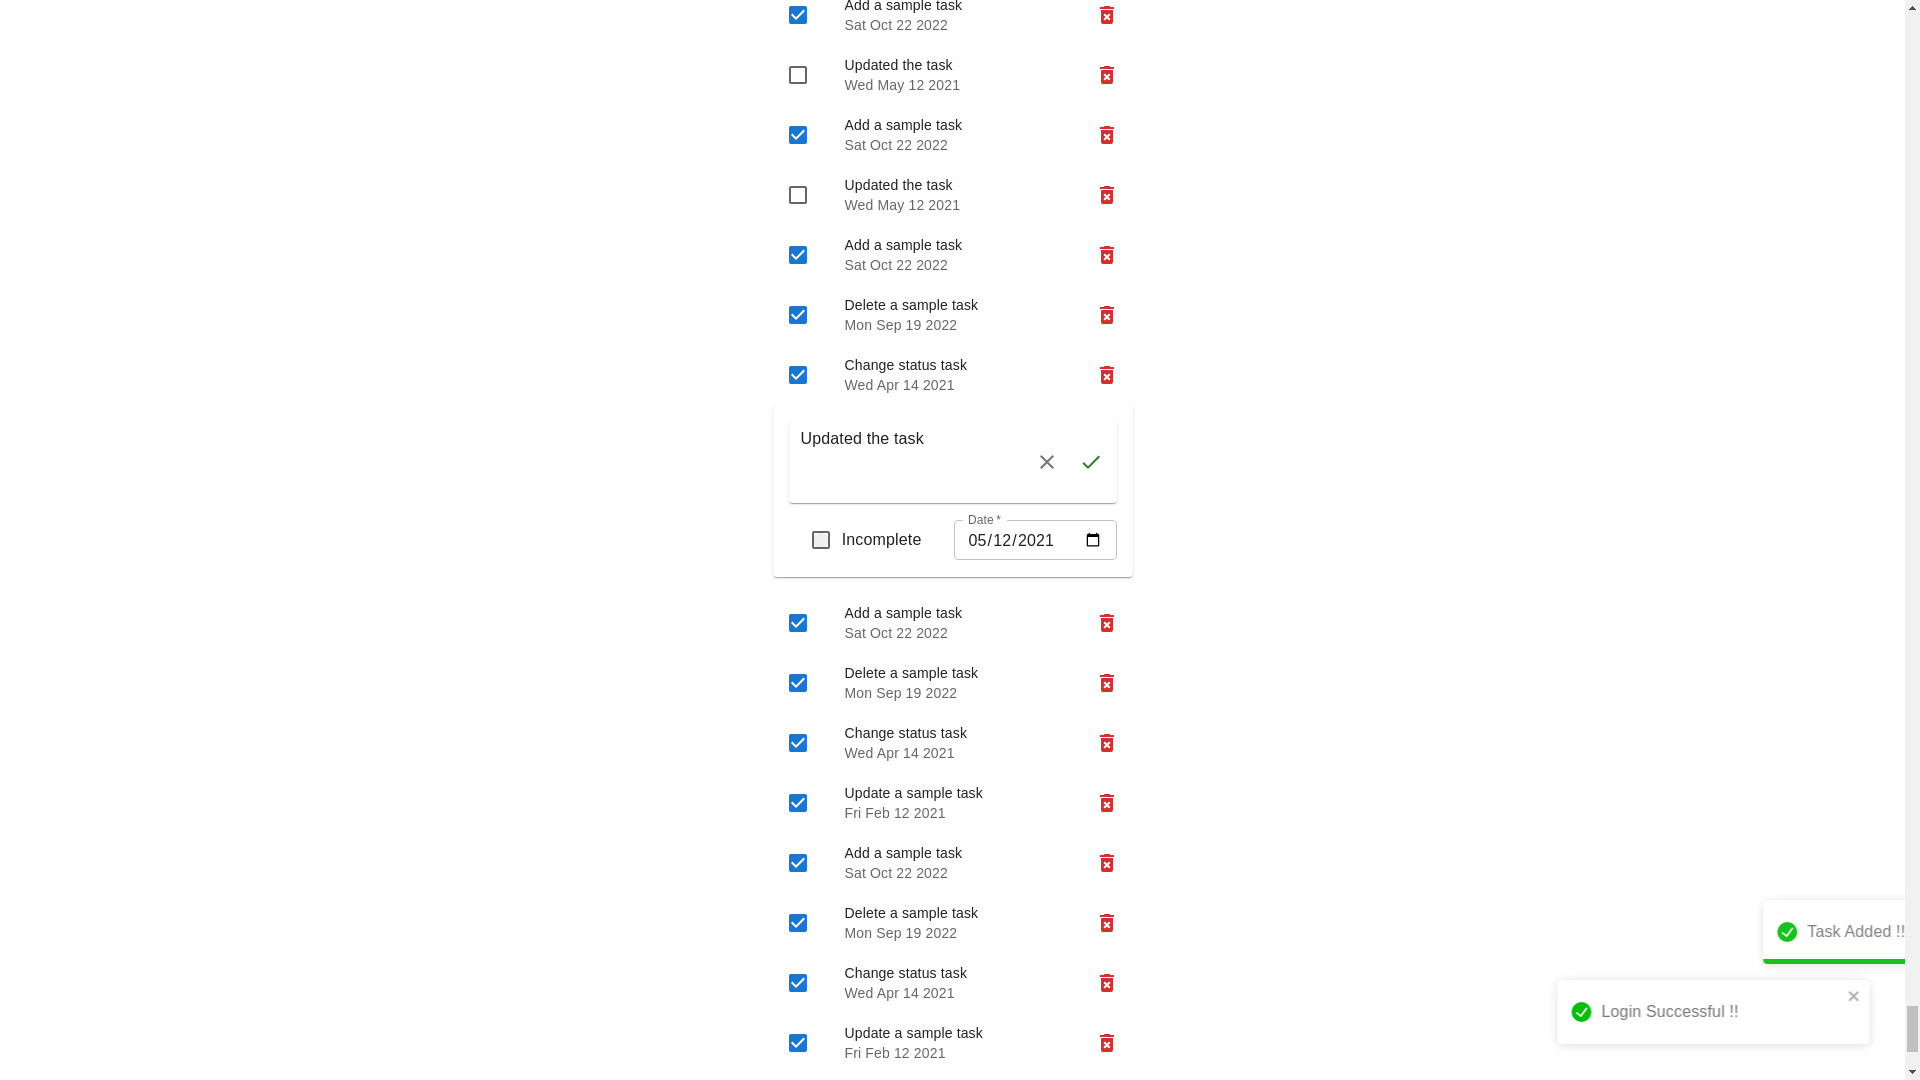 Add a sample task
Sat Oct 22 2022
Updated the task
Wed May 12 2021
Add a sample task
Sat Oct 22 2022
Updated the task
Wed May 12 2021
Add a sample task
Sat Oct 22 2022
Delete a sample task
Mon Sep 19 2022
Change status task
Wed Apr 14 2021
Updated the task
Date *
Incomplete
05/12/2021
Add a sample task
Sat Oct 22 2022
Delete a sample task
Mon Sep 19 2022
Change status task
Wed Apr 14 2021
Update a sample task
Fri Feb 12 2021
Add a sample task
Sat Oct 22 2022
Delete a sample task
Mon Sep 19 2022
Task Added !!
Change status task
Wed Apr 14 2021
Login Successful !!
Update a sample task
Fri Feb 12 2021